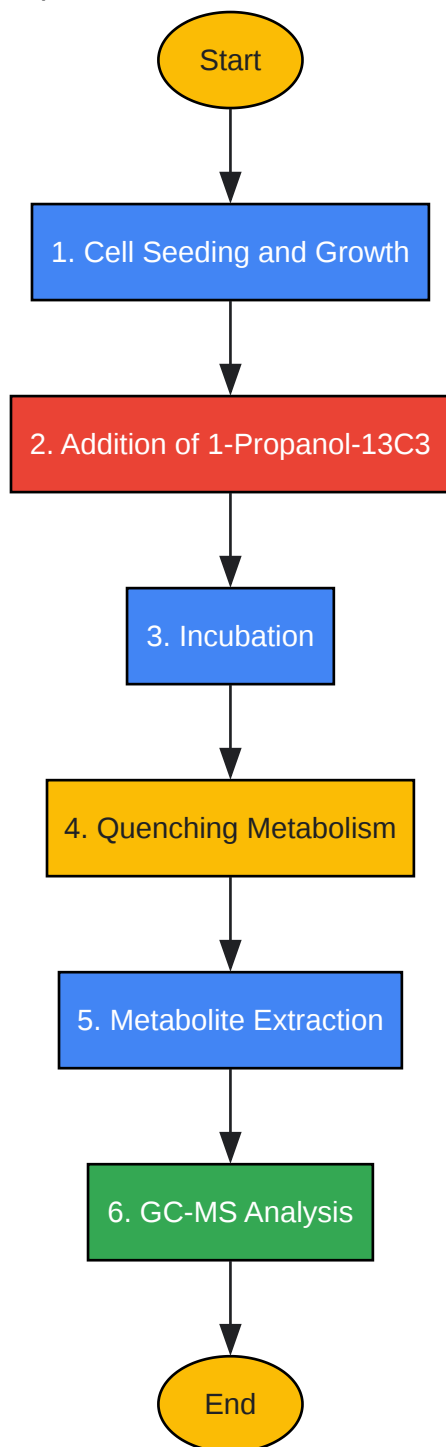 Start
1. Cell Seeding and Growth
2. Addition of 1-Propanol-13C3
3. Incubation
4. Quenching Metabolism
5. Metabolite Extraction
6. GC-MS Analysis
End